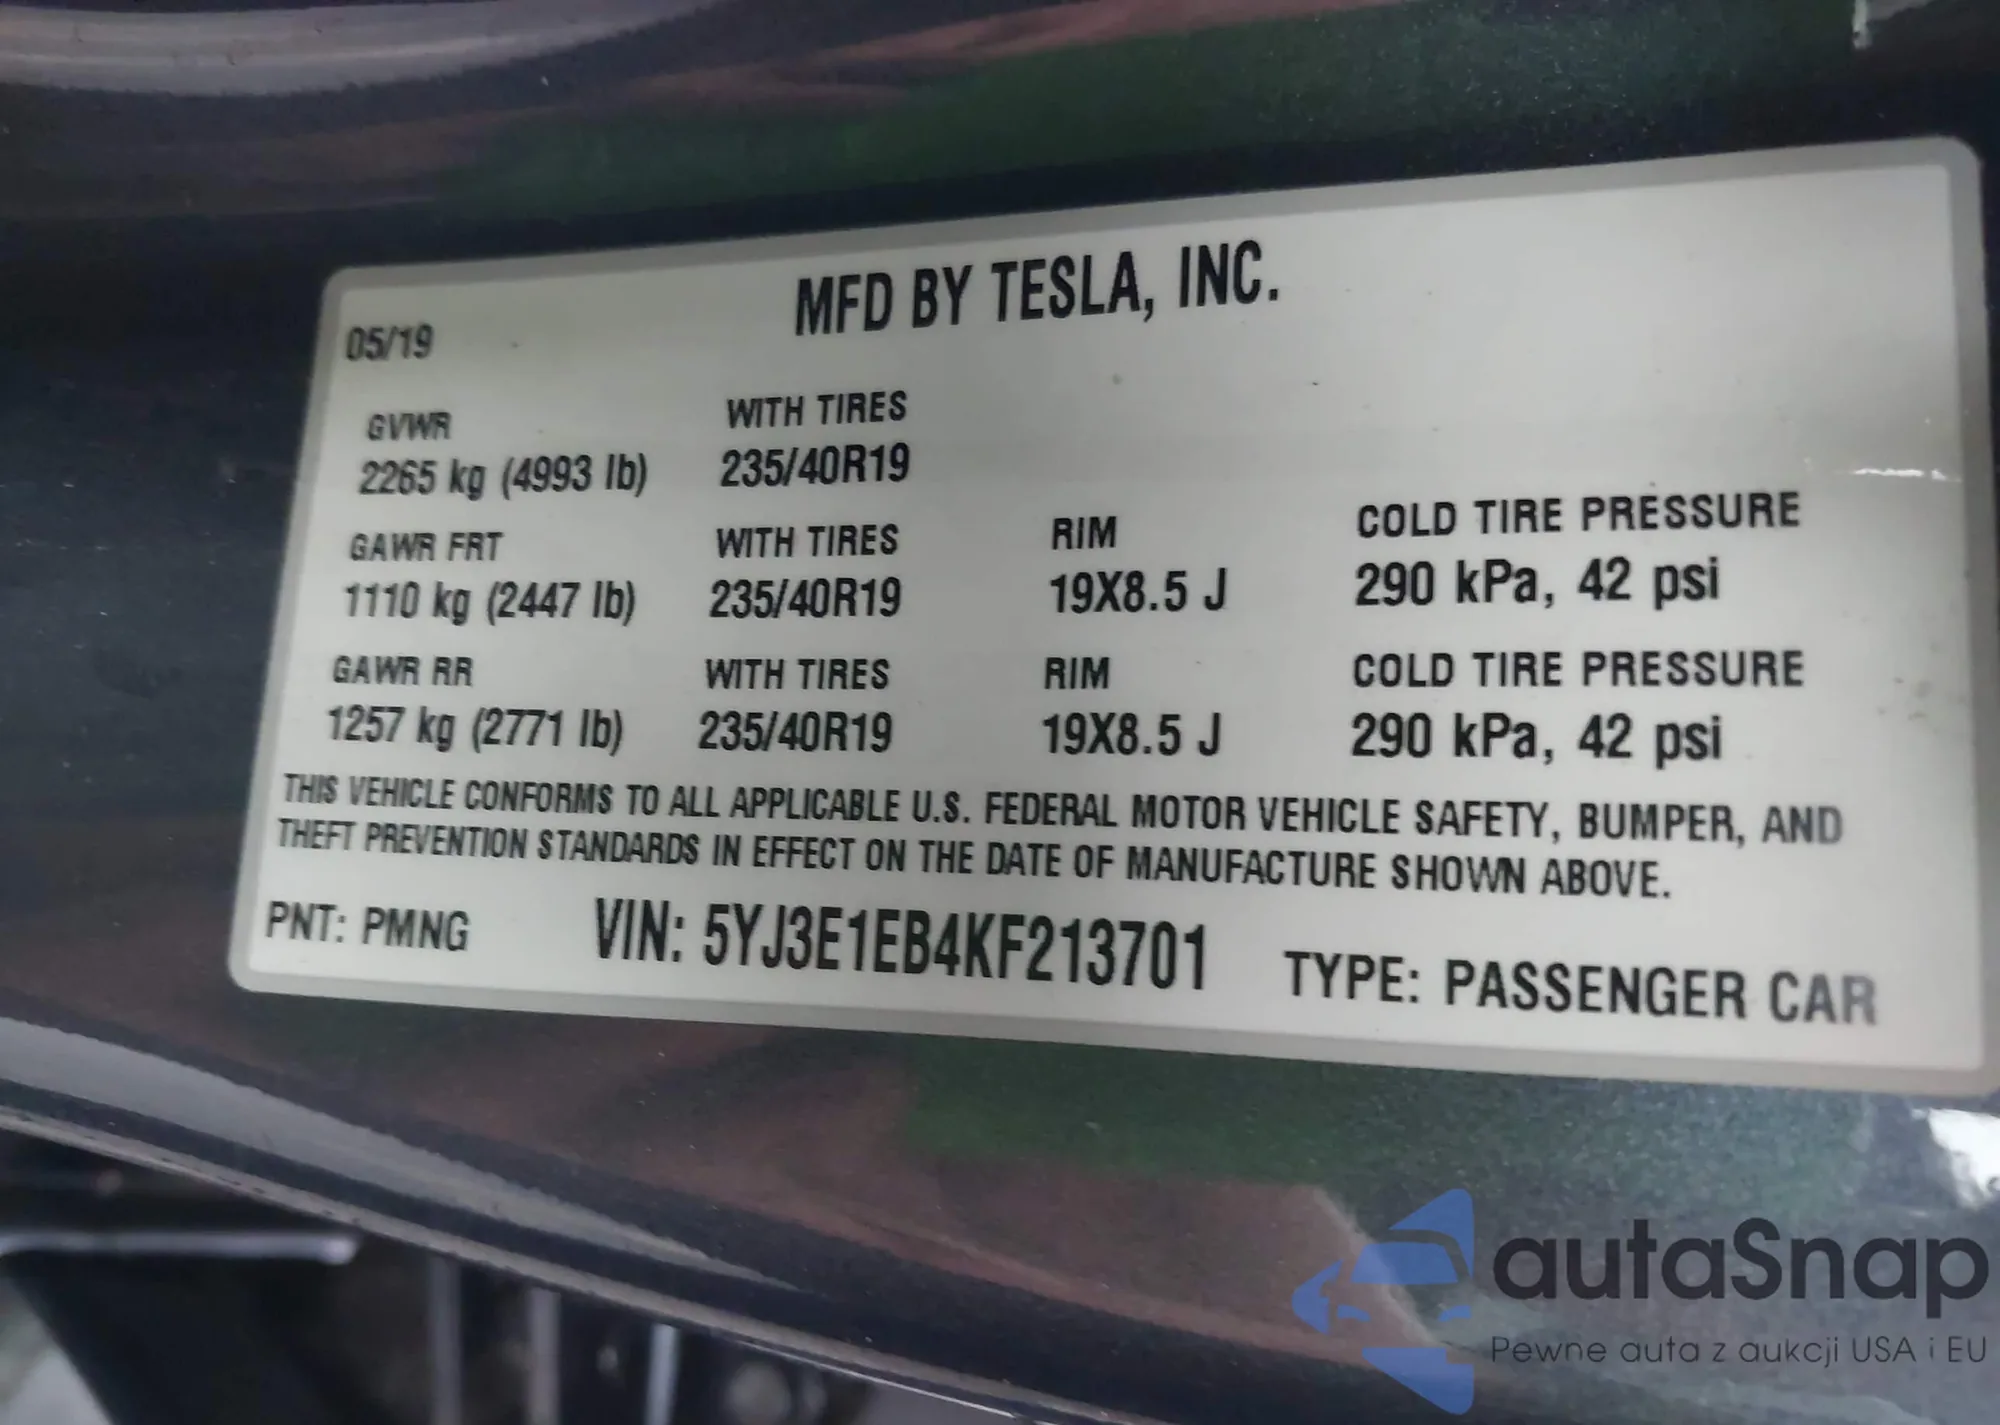 MFD BY TESLA, INC.
05/19
GVWR WITH TIRES
2265 kg (4993 lb) 235/40R19
GAWR FRT WITH TIRES RIM COLD TIRE PRESSURE
1110 kg (2447 lb) 235/40R19 19X8.5 J 290 kPa, 42 psi
GAWR RR WITH TIRES RIM COLD TIRE PRESSURE
1257 kg (2771 lb) 235/40R19 19X8.5 J 290 kPa, 42 psi
THIS VEHICLE CONFORMS TO ALL APPLICABLE U.S. FEDERAL MOTOR VEHICLE SAFETY, BUMPER, AND
THEFT PREVENTION STANDARDS IN EFFECT ON THE DATE OF MANUFACTURE SHOWN ABOVE.
PNT: PMNG VIN: 5YJ3E1EB4KF213701 TYPE: PASSENGER CAR
autaSnap
Pewne auta z aukcji USA i EU